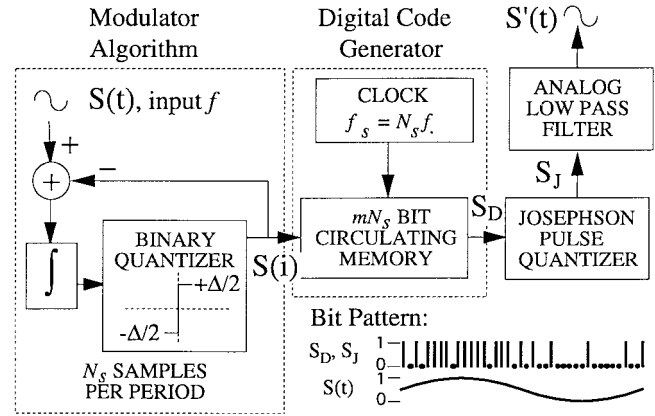 Modulator
Algorithm
Digital Code
Generator
S'(t)
S(t), input f
+
−
+
∫
BINARY
QUANTIZER
+Δ/2
-Δ/2
N_s SAMPLES
PER PERIOD
S(i)
CLOCK
f_s = N_s f.
mN_s BIT
CIRCULATING
MEMORY
S_D
ANALOG
LOW PASS
FILTER
S_J
JOSEPHSON
PULSE
QUANTIZER
Bit Pattern:
S_D, S_J
1
0
S(t)
1
0